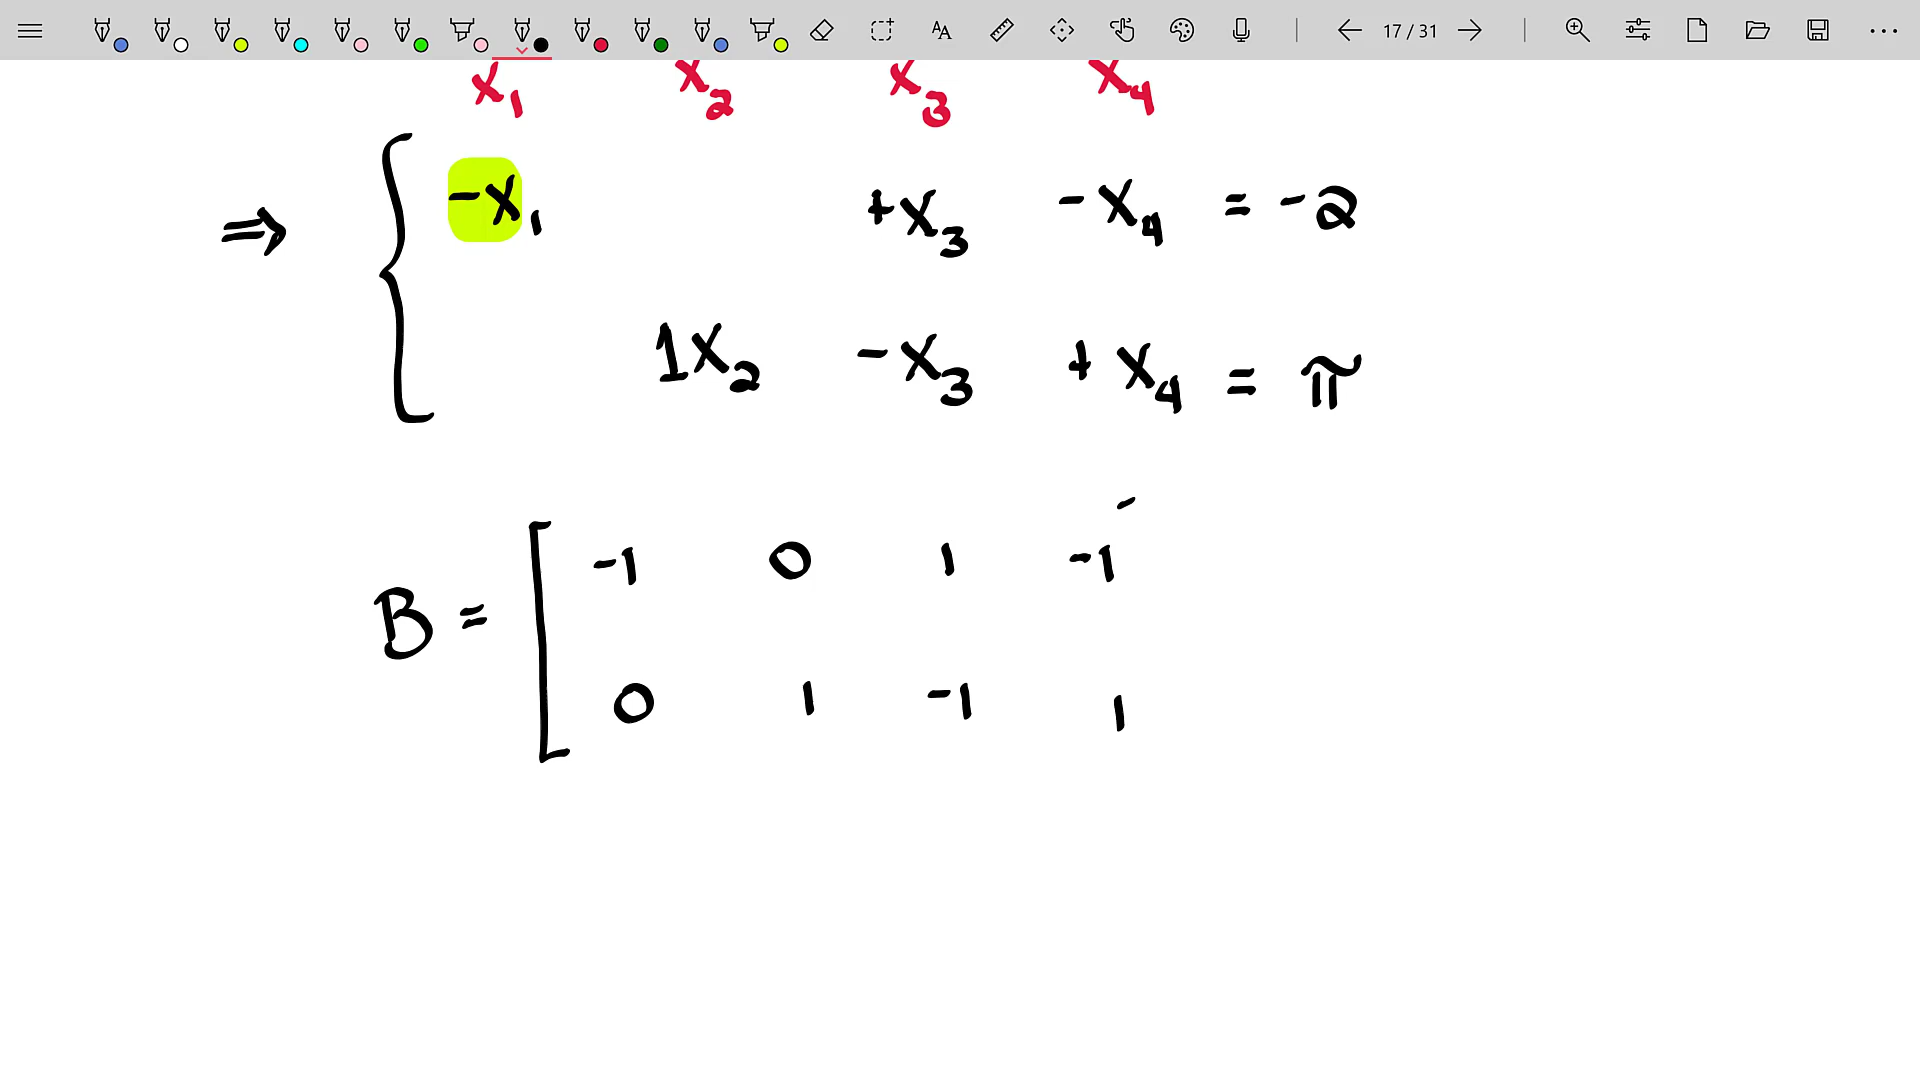 17 / 31
x₁ x₂ x₃ x₄
⇒ { -x₁ +x₃ -x₄ = -2
1x₂ -x₃ + x₄ = π
B = [ -1 0 1 -1
0 1 -1 1